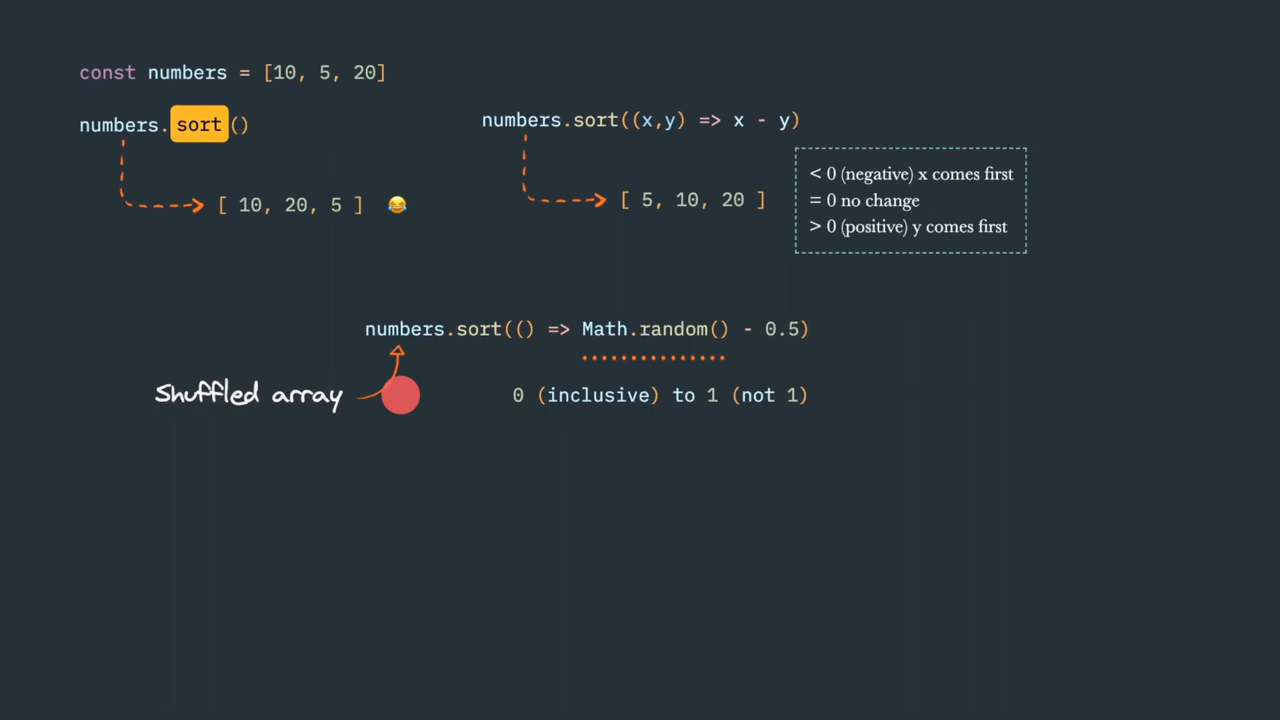 const numbers = [10, 5, 20]
numbers.sort()
[ 10, 20, 5 ] 😂
numbers.sort((x,y) => x - y)
[ 5, 10, 20 ]
< 0 (negative) x comes first
= 0 no change
> 0 (positive) y comes first
numbers.sort(() => Math.random() - 0.5)
Shuffled array
0 (inclusive) to 1 (not 1)